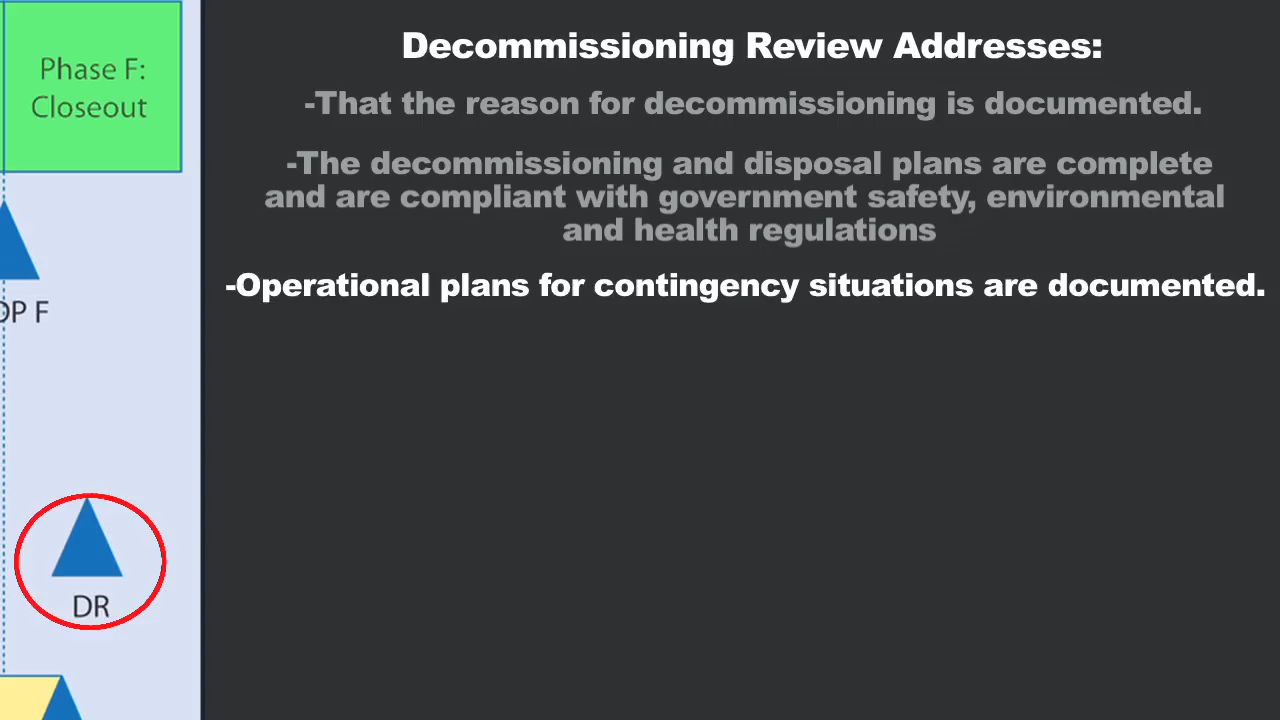 Phase F:
Closeout
DP F
DR
Decommissioning Review Addresses:
-That the reason for decommissioning is documented.
-The decommissioning and disposal plans are complete
and are compliant with government safety, environmental
and health regulations
-Operational plans for contingency situations are documented.